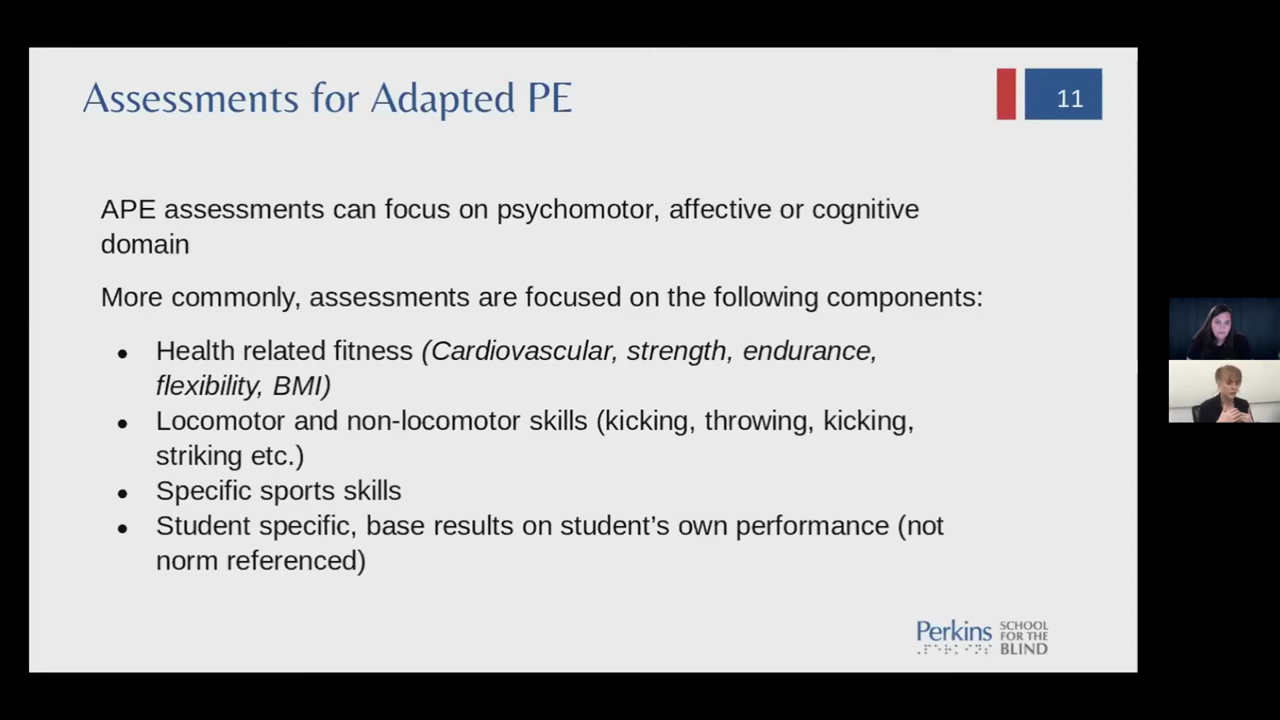 Assessments for Adapted PE
11
APE assessments can focus on psychomotor, affective or cognitive
domain
More commonly, assessments are focused on the following components:
● Health related fitness (Cardiovascular, strength, endurance,
flexibility, BMI)
● Locomotor and non-locomotor skills (kicking, throwing, kicking,
striking etc.)
● Specific sports skills
● Student specific, base results on student’s own performance (not
norm referenced)
Perkins SCHOOL
FOR THE
BLIND